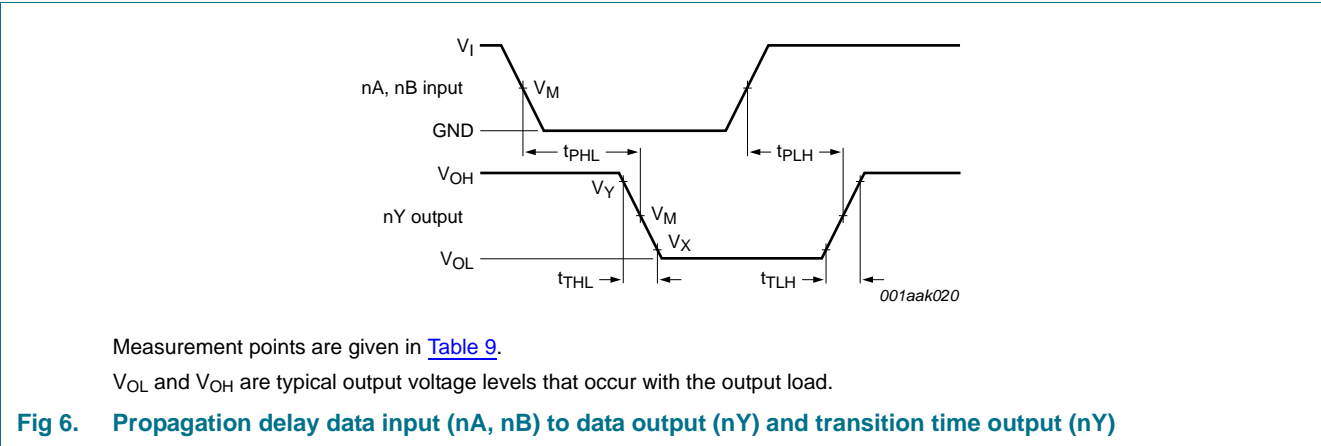 VI
nA, nB input
VM
GND
tPHL
tPLH
VOH
VY
nY output
VM
VX
VOL
tTHL
tTLH
001aak020
Measurement points are given in Table 9.
VOL and VOH are typical output voltage levels that occur with the output load.
Fig 6. Propagation delay data input (nA, nB) to data output (nY) and transition time output (nY)